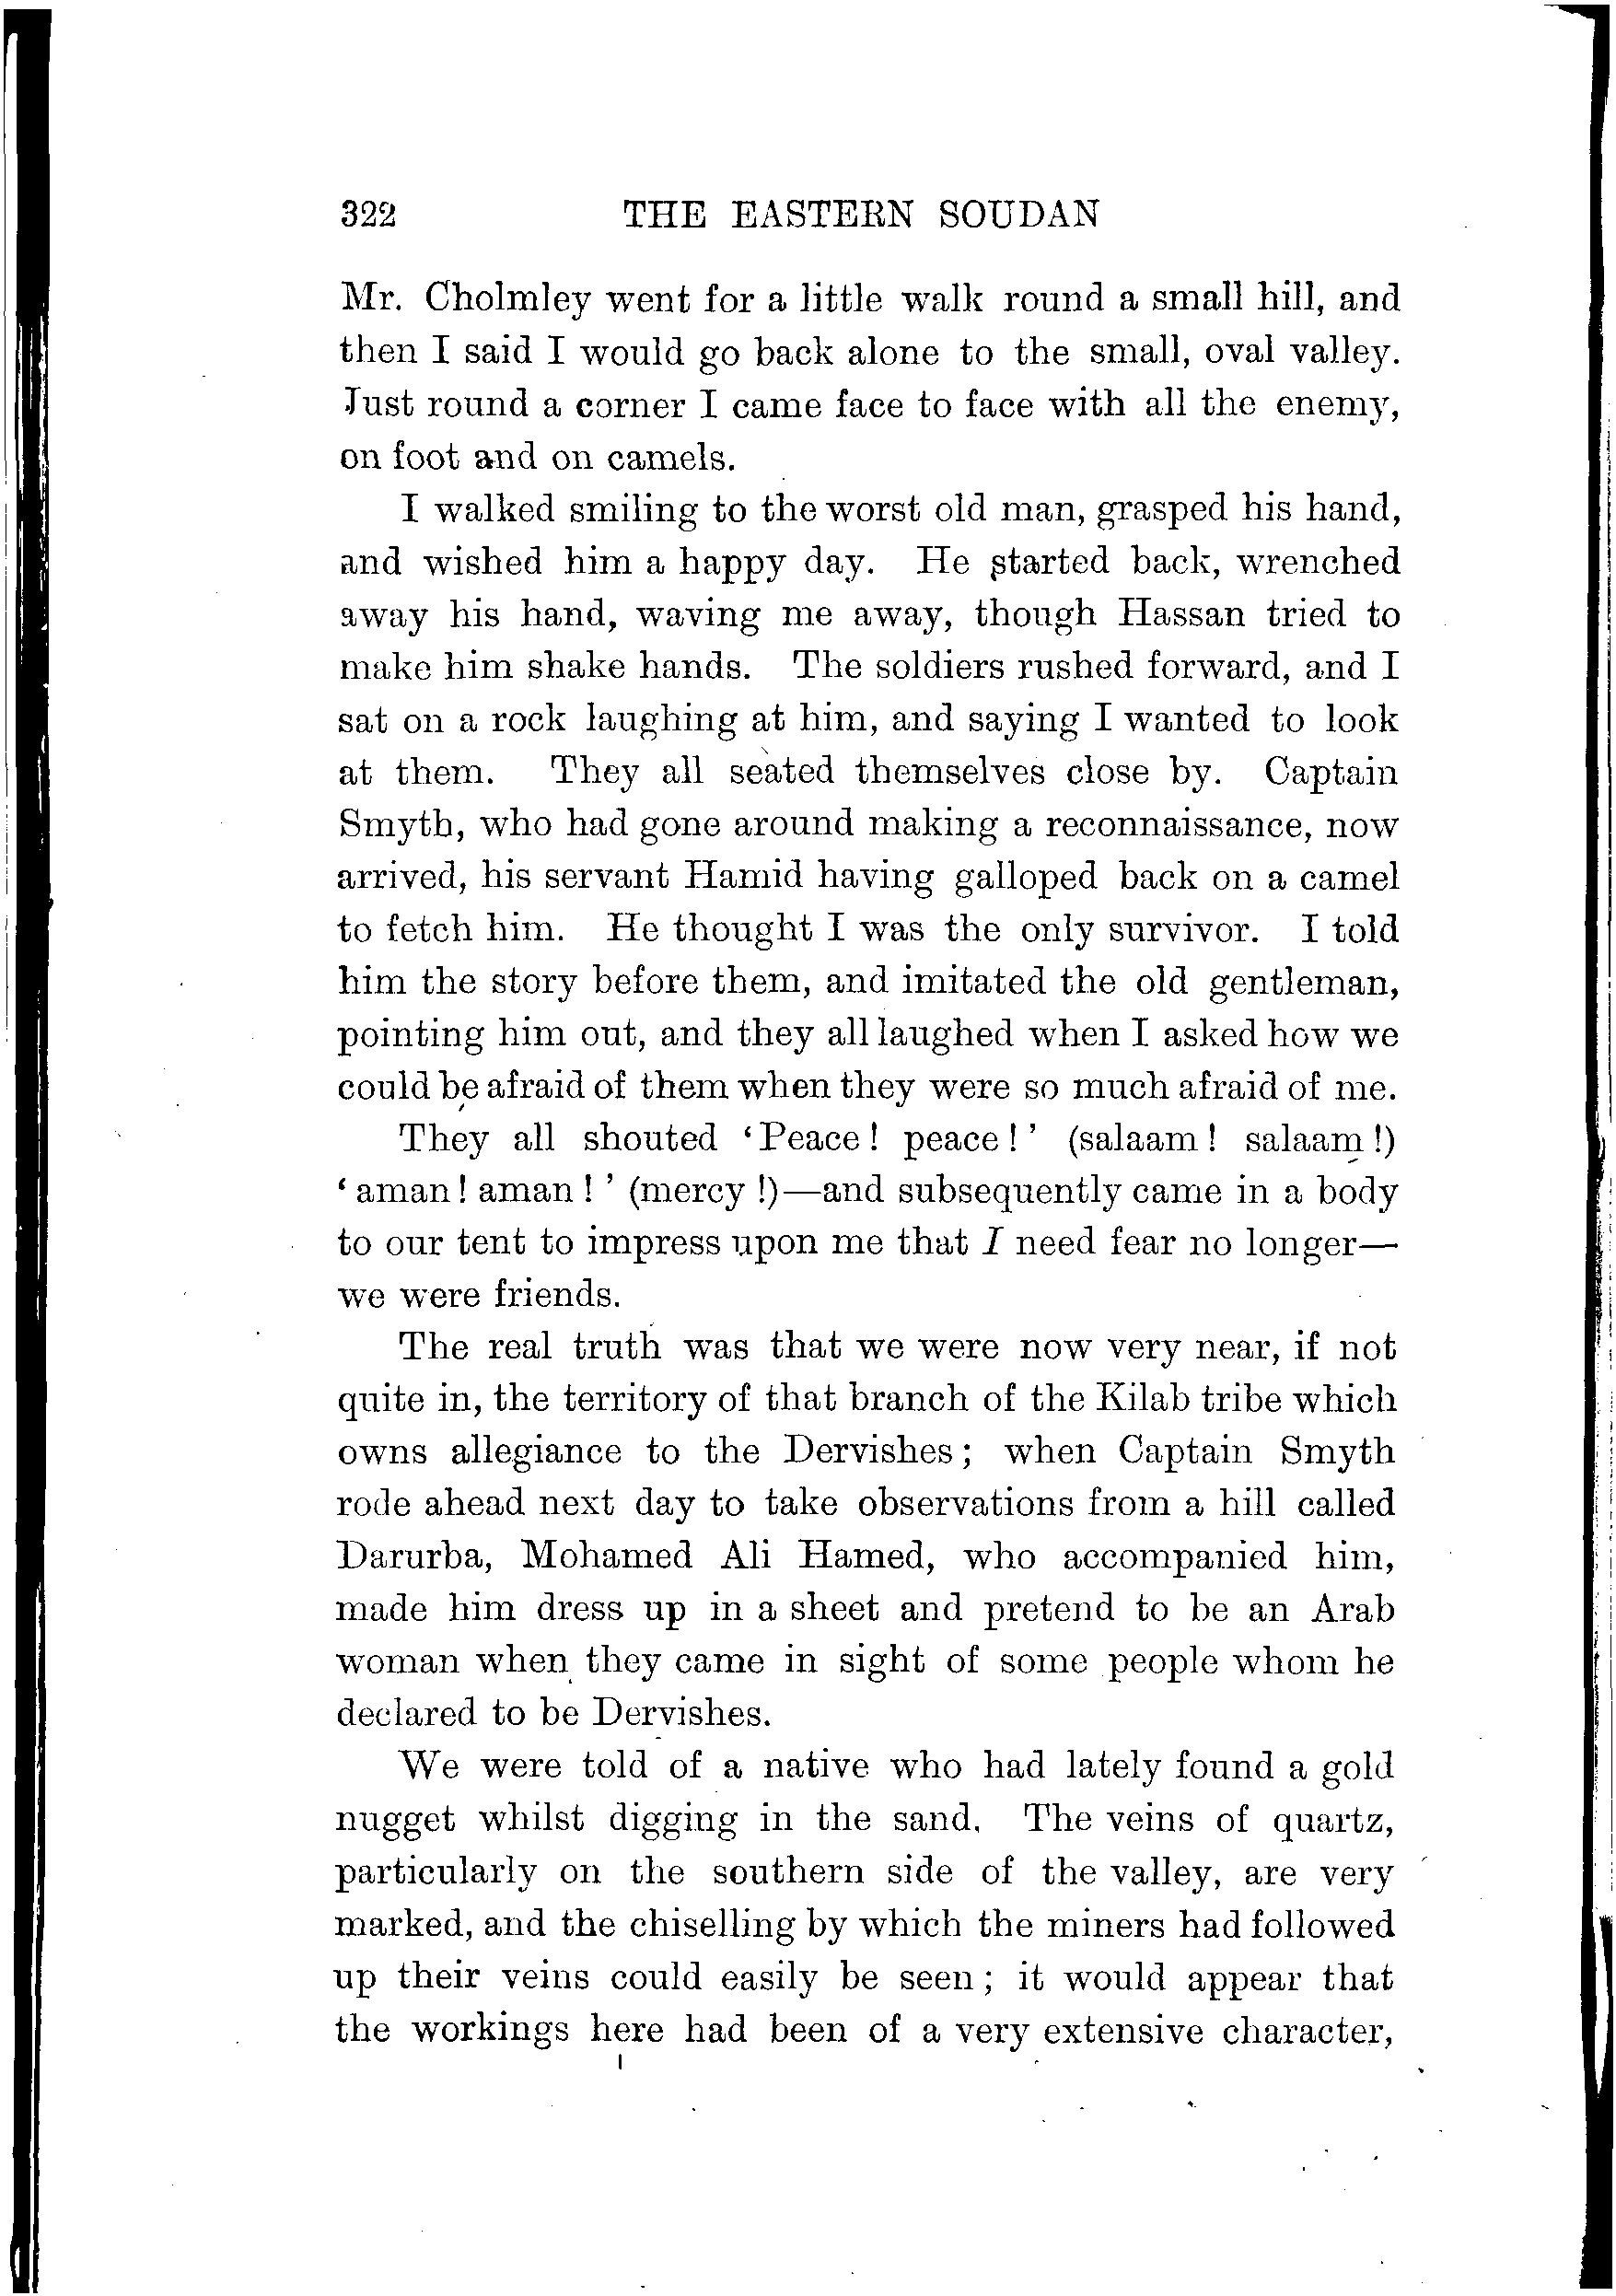 322 THE EASTERN SOUDAN
Mr. Cholmley went for a little walk round a small hill, and
then I said I would go back alone to the small, oval valley.
Just round a corner I came face to face with all the enemy,
on foot and on camels.
I walked smiling to the worst old man, grasped his hand,
and wished him a happy day. He started back, wrenched
away his hand, waving me away, though Hassan tried to
make him shake hands. The soldiers rushed forward, and I
sat on a rock laughing at him, and saying I wanted to look
at them. They all seated themselves close by. Captain
Smyth, who had gone around making a reconnaissance, now
arrived, his servant Hamid having galloped back on a camel
to fetch him. He thought I was the only survivor. I told
him the story before them, and imitated the old gentleman,
pointing him out, and they all laughed when I asked how we
could be afraid of them when they were so much afraid of me.
They all shouted ‘Peace! peace!’ (salaam! salaam!)
‘aman! aman!’ (mercy!)—and subsequently came in a body
to our tent to impress upon me that I need fear no longer—
we were friends.
The real truth was that we were now very near, if not
quite in, the territory of that branch of the Kilab tribe which
owns allegiance to the Dervishes; when Captain Smyth
rode ahead next day to take observations from a hill called
Darurba, Mohamed Ali Hamed, who accompanied him,
made him dress up in a sheet and pretend to be an Arab
woman when they came in sight of some people whom he
declared to be Dervishes.
We were told of a native who had lately found a gold
nugget whilst digging in the sand. The veins of quartz,
particularly on the southern side of the valley, are very
marked, and the chiselling by which the miners had followed
up their veins could easily be seen; it would appear that
the workings here had been of a very extensive character,